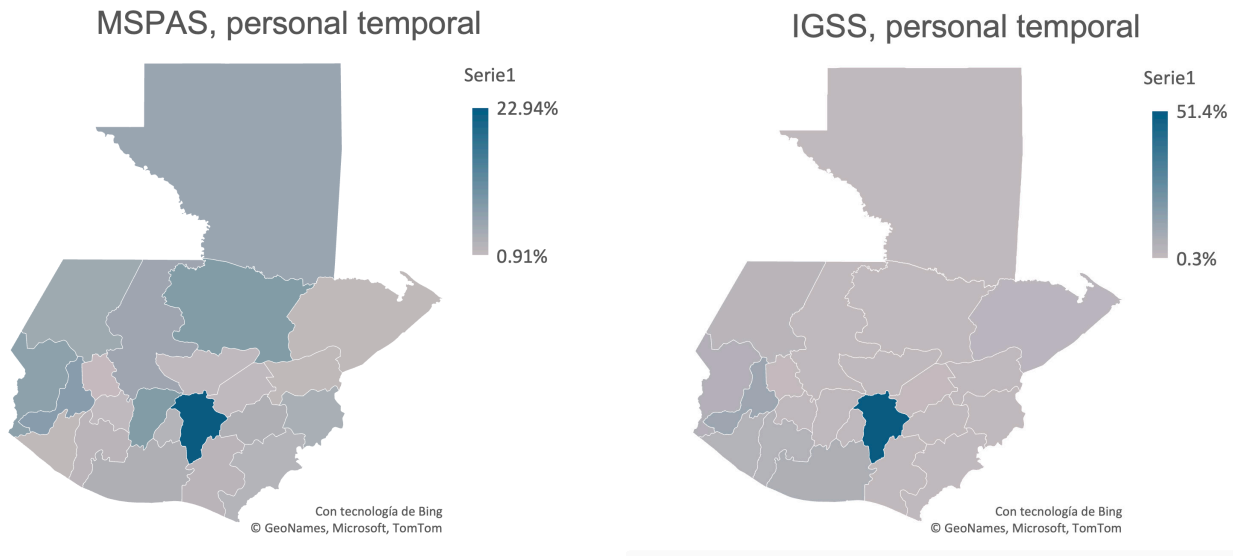 MSPAS, personal temporal
Serie1
22.94%
0.91%
Con tecnología de Bing
© GeoNames, Microsoft, TomTom
IGSS, personal temporal
Serie1
51.4%
0.3%
Con tecnología de Bing
© GeoNames, Microsoft, TomTom